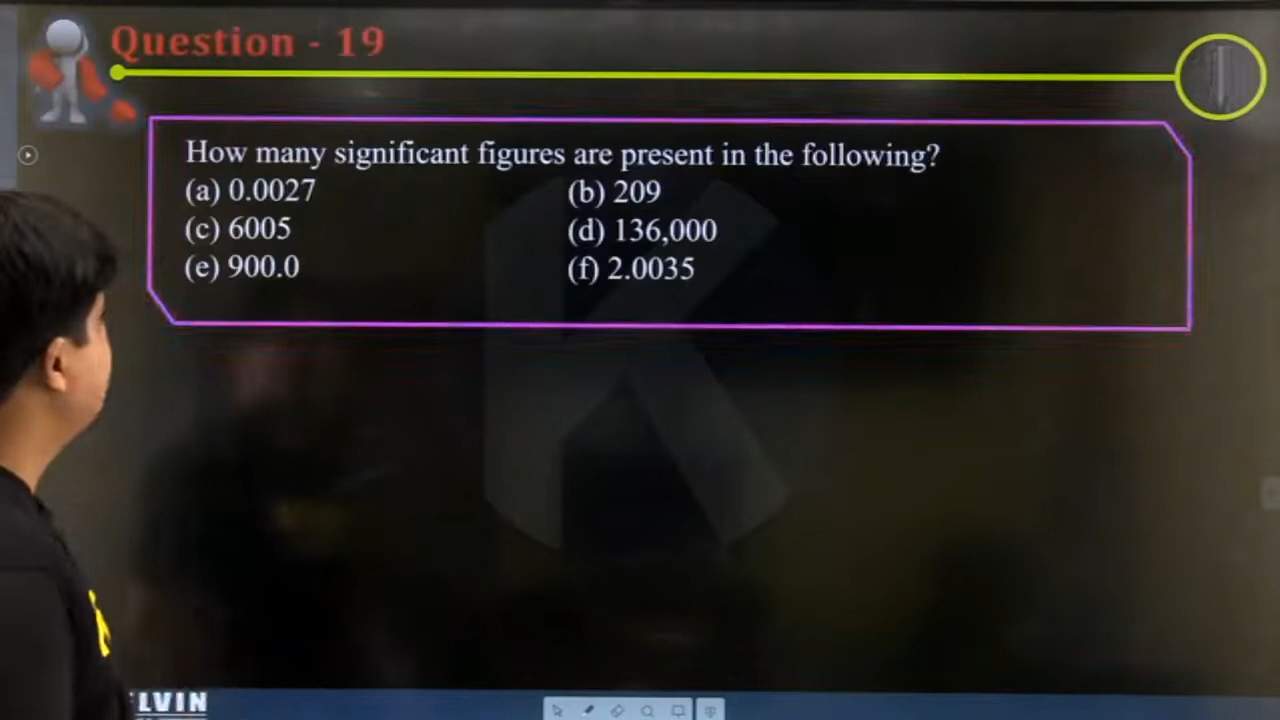 Question - 19
How many significant figures are present in the following?
(a) 0.0027 (b) 209
(c) 6005 (d) 136,000
(e) 900.0 (f) 2.0035
LVIN